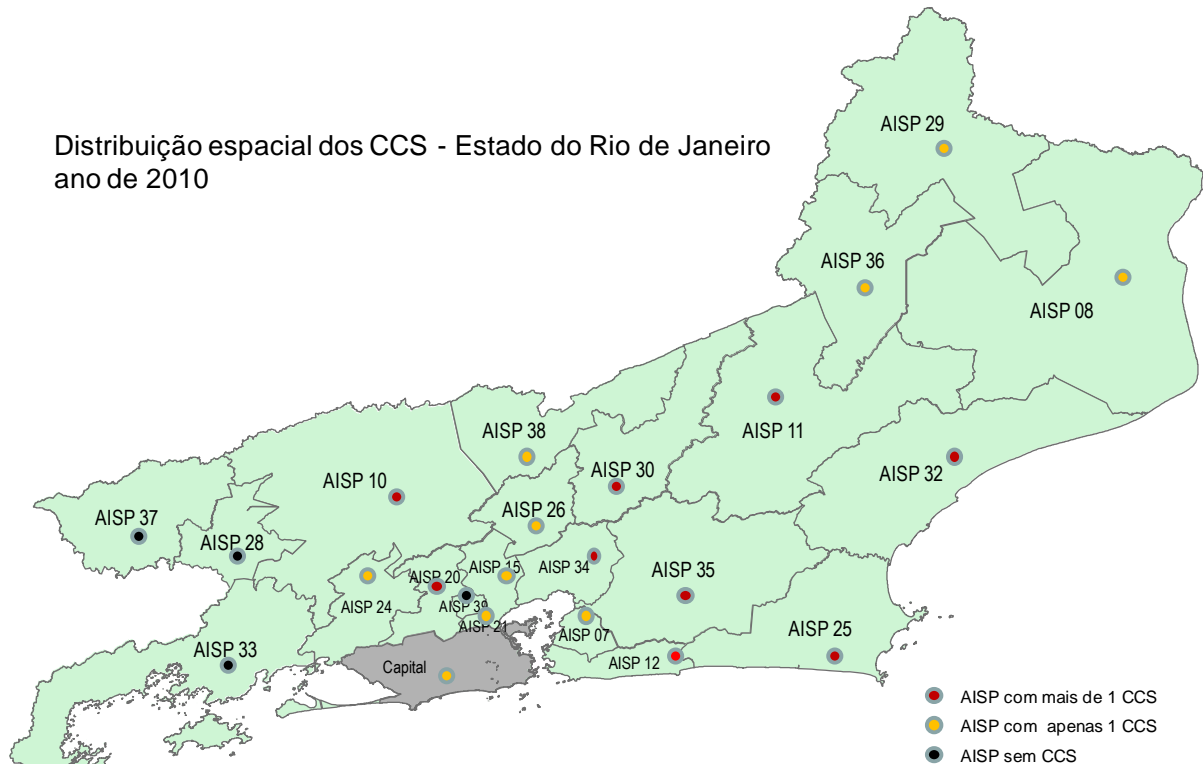 Distribuição espacial dos CCS - Estado do Rio de Janeiro
ano de 2010
AISP 29
AISP 36
AISP 08
AISP 38
AISP 11
AISP 30
AISP 32
AISP 10
AISP 26
AISP 37
AISP 28
AISP 20
AISP 15
AISP 34
AISP 35
AISP 24
AISP 39
AISP 21
AISP 07
AISP 25
AISP 33
AISP 12
Capital
AISP com mais de 1 CCS
AISP com apenas 1 CCS
AISP sem CCS